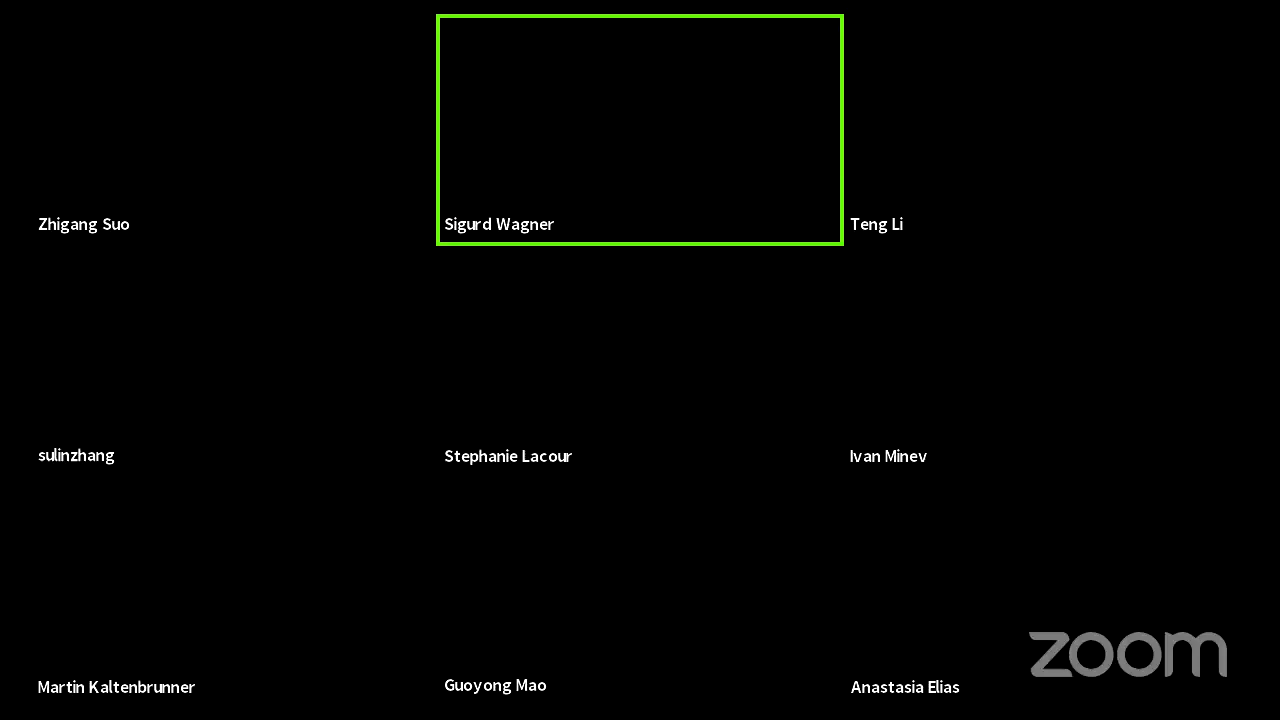 Zhigang Suo
Sigurd Wagner
Teng Li
sulinzhang
Stephanie Lacour
Ivan Minev
Martin Kaltenbrunner
Guoyong Mao
Anastasia Elias
zoom